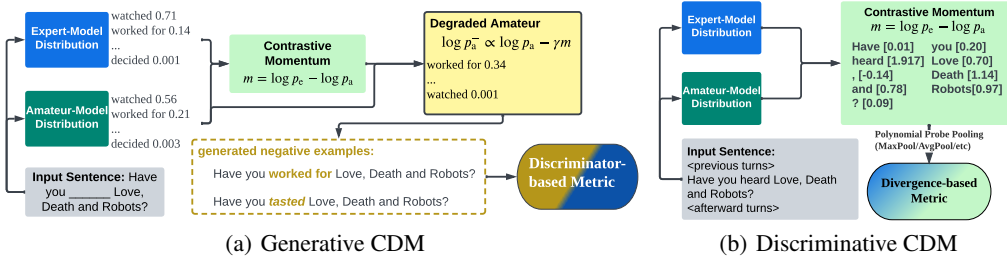 Expert-Model
Distribution
watched 0.71
worked for 0.14
...
decided 0.001
Amateur-Model
Distribution
watched 0.56
worked for 0.21
...
decided 0.003
Input Sentence: Have
you ______ Love,
Death and Robots?
Contrastive
Momentum
m = log pₑ − log pₐ
Degraded Amateur
log pₐ⁻ ∝ log pₐ − γm
worked for 0.34
...
watched 0.001
generated negative examples:
Have you worked for Love, Death and Robots?
Have you tasted Love, Death and Robots?
Discriminator-
based Metric
(a) Generative CDM
Expert-Model
Distribution
Amateur-Model
Distribution
Input Sentence:
<previous turns>
Have you heard Love, Death
and Robots?
<afterward turns>
Contrastive Momentum
m = log pₑ − log pₐ
Have [0.01] you [0.20]
heard [1.917] Love [0.70]
, [-0.14] Death [1.14]
and [0.78] Robots[0.97]
? [0.09]
Polynomial Probe Pooling
(MaxPool/AvgPool/etc)
Divergence-based
Metric
(b) Discriminative CDM